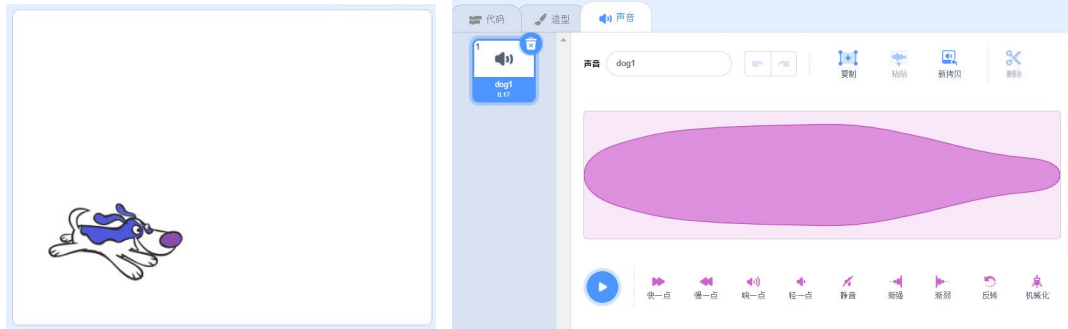 代码 造型 声音
1
dog1
0.17
声音 dog1
复制 粘贴 新拷贝 删除
快一点 慢一点 响一点 轻一点 静音 渐强 渐弱 反转 机械化